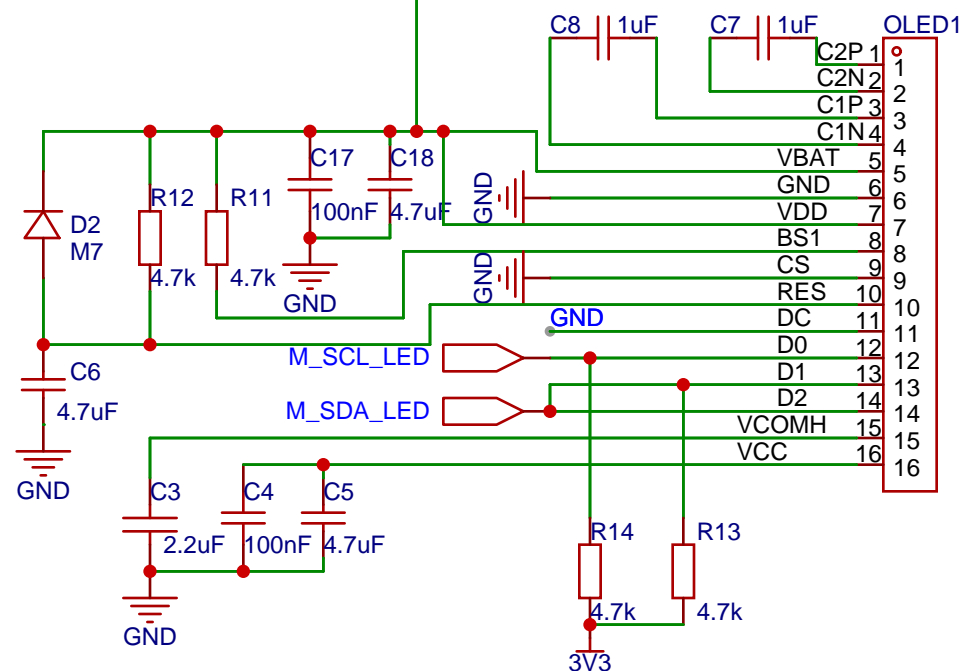 C8 1uF C7 1uF OLED1
C2P 1 1
C2N 2 2
C1P 3 3
C1N 4 4
VBAT 5 5
GND GND 6 6
VDD 7 7
BS1 8 8
GND CS 9 9
RES 10 10
GND DC 11 11
M_SCL_LED D0 12 12
D1 13 13
M_SDA_LED D2 14 14
VCOMH 15 15
VCC 16 16
C17 C18
100nF 4.7uF
GND
R12 R11
4.7k 4.7k
D2
M7
C6
4.7uF
GND
C3 C4 C5
2.2uF 100nF 4.7uF
GND
R14 R13
4.7k 4.7k
3V3